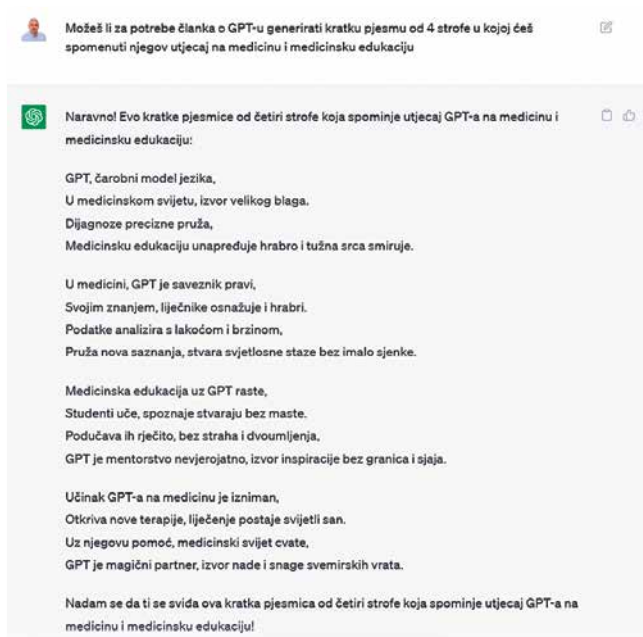 Možeš li za potrebe članka o GPT-u generirati kratku pjesmu od 4 strofe u kojoj ćeš
spomenuti njegov utjecaj na medicinu i medicinsku edukaciju
Naravno! Evo kratke pjesmice od četiri strofe koja spominje utjecaj GPT-a na medicinu i
medicinsku edukaciju:
GPT, čarobni model jezika,
U medicinskom svijetu, izvor velikog blaga.
Dijagnoze precizne pruža,
Medicinsku edukaciju unapređuje hrabro i tužna srca smiruje.
U medicini, GPT je saveznik pravi,
Svojim znanjem, liječnike osnažuje i hrabri.
Podatke analizira s lakoćom i brzinom,
Pruža nova saznanja, stvara svjetlosne staze bez imalo sjenke.
Medicinska edukacija uz GPT raste,
Studenti uče, spoznaje stvaraju bez maste.
Podučava ih rječito, bez straha i dvoumljenja,
GPT je mentorstvo nevjerojatno, izvor inspiracije bez granica i sjaja.
Učinak GPT-a na medicinu je izniman,
Otkriva nove terapije, liječenje postaje svijetli san.
Uz njegovu pomoć, medicinski svijet cvate,
GPT je magični partner, izvor nade i snage svemirskih vrata.
Nadam se da ti se sviđa ova kratka pjesmica od četiri strofe koja spominje utjecaj GPT-a na
medicinu i medicinsku edukaciju!